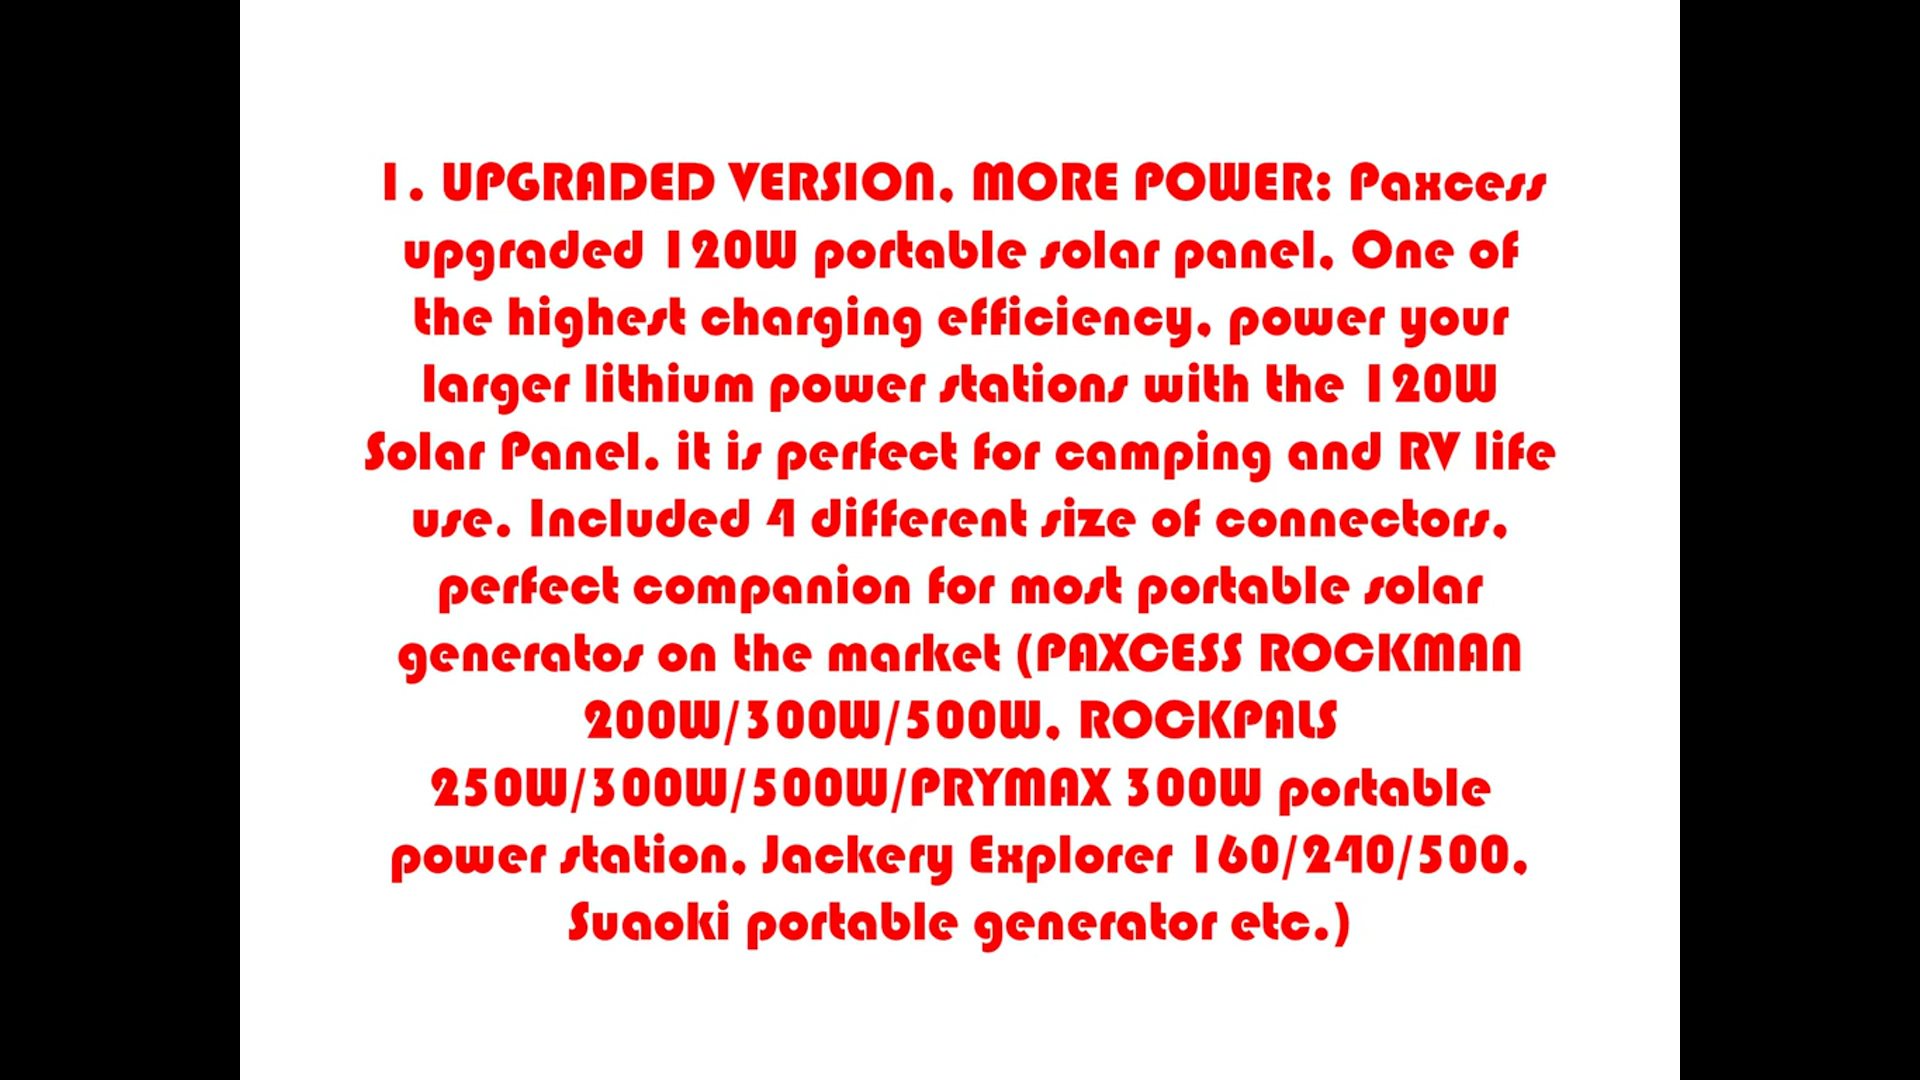 1. UPGRADED VERSION, MORE POWER: Paxcess
upgraded 120W portable solar panel, One of
the highest charging efficiency, power your
larger lithium power stations with the 120W
Solar Panel. it is perfect for camping and RV life
use. Included 4 different size of connectors,
perfect companion for most portable solar
generatos on the market (PAXCESS ROCKMAN
200W/300W/500W, ROCKPALS
250W/300W/500W/PRYMAX 300W portable
power station, Jackery Explorer 160/240/500,
Suaoki portable generator etc.)